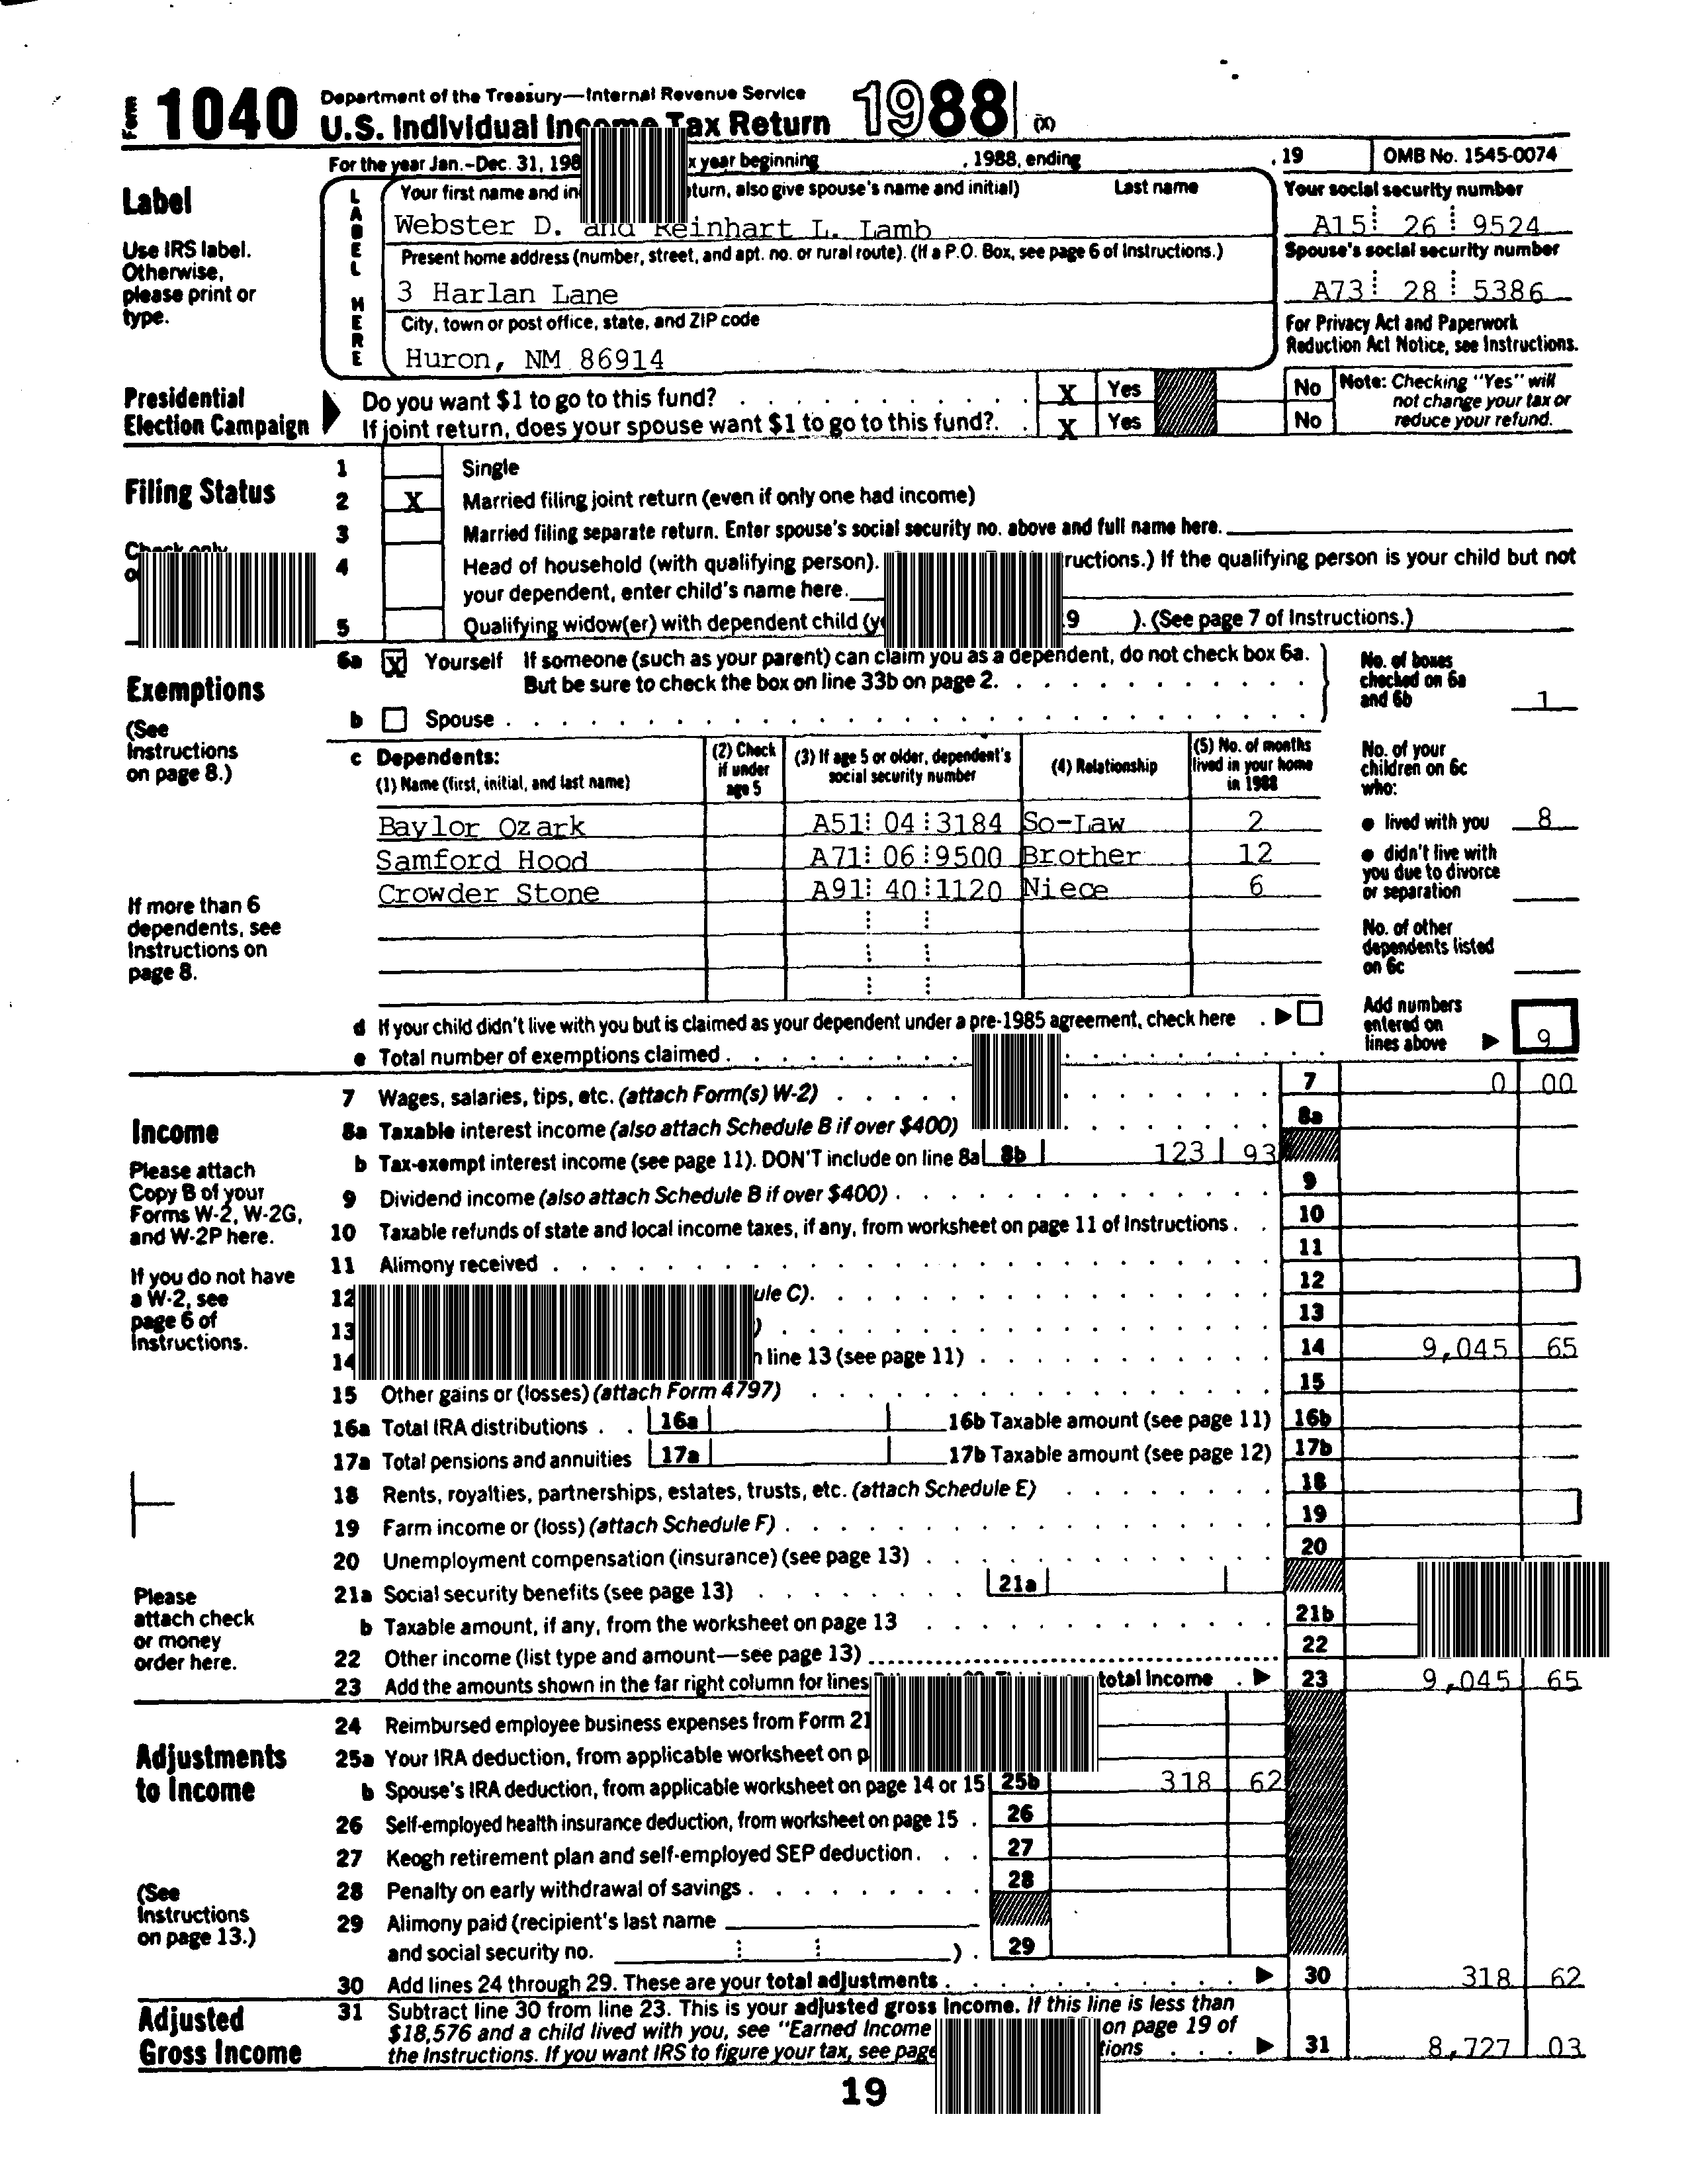 Form 1040 Department of the Treasury—Internal Revenue Service
U.S. Individual Tax Return 1988 (X)
For the year Jan.-Dec. 31, year beginning , 1988, ending , 19 OMB No. 1545-0074
Label
Use IRS label.
Otherwise,
please print or
type.
LABEL HERE
Your first name and spouse's name and initial) Last name
also give
Webster D. and Reinhart L. Lamb
Your social security number
A15 26 9524
Present home address (number, street, and apt. no. or rural route). (If a P.O. Box, see page 6 of Instructions.)
3 Harlan Lane
Spouse's social security number
A73 28 5386
City, town or post office, state, and ZIP code
Huron, NM 86914
For Privacy Act and Paperwork
Reduction Act Notice, see Instructions.
Presidential
Election Campaign
Do you want $1 to go to this fund? X Yes No
If joint return, does your spouse want $1 to go to this fund? X Yes No
Note: Checking "Yes" will
not change your tax or
reduce your refund.
Filing Status
1 Single
2 X Married filing joint return (even if only one had income)
3 Married filing separate return. Enter spouse's social security no. above and full name here.
4 Head of household (with qualifying person). If the qualifying person is your child but not
your dependent, enter child's name here.
5 Qualifying widow(er) with dependent child ). (See page 7 of Instructions.)
Exemptions
(See
Instructions
on page 8.)
6a X Yourself If someone (such as your parent) can claim you as a dependent, do not check box 6a.
But be sure to check the box on line 33b on page 2.
b Spouse
No. of boxes
checked on 6a
and 6b 1
c Dependents:
(1) Name (first, initial, and last name)
(2) Check
if under
age 5
(3) If age 5 or older, dependent's
social security number
(4) Relationship
(5) No. of months
lived in your home
in 1988
Baylor Ozark A51 04 3184 So-Law 2
Samford Hood A71 06 9500 Brother 12
Crowder Stone A91 40 1120 Niece 6
No. of your
children on 6c
who:
● lived with you 8
● didn't live with
you due to divorce
or separation
No. of other
dependents listed
on 6c
If more than 6
dependents, see
Instructions on
page 8.
d If your child didn't live with you but is claimed as your dependent under a pre-1985 agreement, check here
e Total number of exemptions claimed
Add numbers
entered on
lines above 9
Income
Please attach
Copy B of your
Forms W-2, W-2G,
and W-2P here.
If you do not have
a W-2, see
page 6 of
Instructions.
7 Wages, salaries, tips, etc. (attach Form(s) W-2) 7 0 00
8a Taxable interest income (also attach Schedule B if over $400) 8a
b Tax-exempt interest income (see page 11). DON'T include on line 8a 8b 123 93
9 Dividend income (also attach Schedule B if over $400) 9
10 Taxable refunds of state and local income taxes, if any, from worksheet on page 11 of Instructions 10
11 Alimony received 11
12 C) 12
13 13
14 line 13 (see page 11) 14 9,045 65
15 Other gains or (losses) (attach Form 4797) 15
16a Total IRA distributions 16a 16b Taxable amount (see page 11) 16b
17a Total pensions and annuities 17a 17b Taxable amount (see page 12) 17b
18 Rents, royalties, partnerships, estates, trusts, etc. (attach Schedule E) 18
19 Farm income or (loss) (attach Schedule F) 19
20 Unemployment compensation (insurance) (see page 13) 20
21a Social security benefits (see page 13) 21a
b Taxable amount, if any, from the worksheet on page 13 21b
22 Other income (list type and amount—see page 13) 22
23 Add the amounts shown in the far right column for lines total income 23 9,045 65
Please
attach check
or money
order here.
Adjustments
to Income
(See
Instructions
on page 13.)
24 Reimbursed employee business expenses from Form
25a Your IRA deduction, from applicable worksheet on
b Spouse's IRA deduction, from applicable worksheet on page 14 or 15 25b 318 62
26 Self-employed health insurance deduction, from worksheet on page 15 26
27 Keogh retirement plan and self-employed SEP deduction 27
28 Penalty on early withdrawal of savings 28
29 Alimony paid (recipient's last name
and social security no. ) 29
30 Add lines 24 through 29. These are your total adjustments 30 318 62
Adjusted
Gross Income
31 Subtract line 30 from line 23. This is your adjusted gross income. If this line is less than
$18,576 and a child lived with you, see "Earned Income on page 19 of
the Instructions. If you want IRS to figure your tax, see 31 8,727 03
19